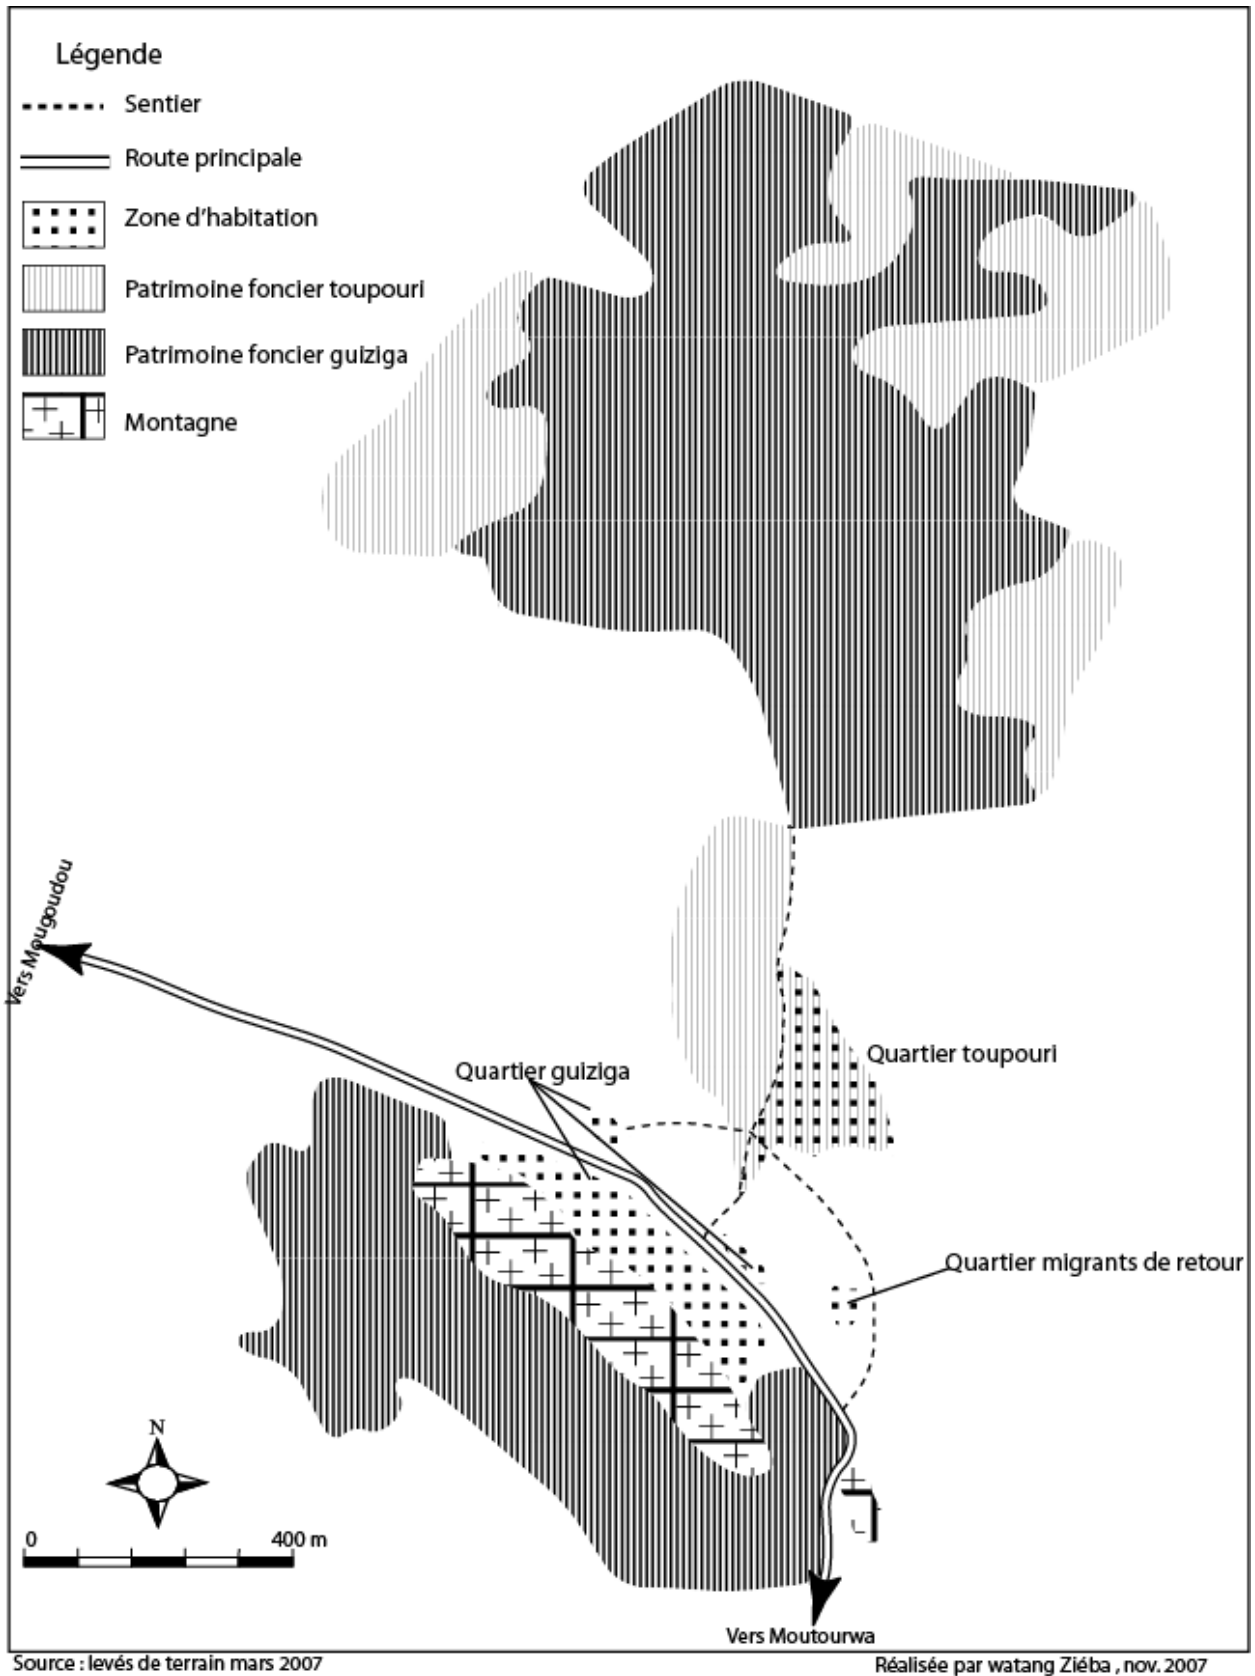 Légende
Sentier
Route principale
Zone d'habitation
Patrimoine foncier toupouri
Patrimoine foncier guiziga
Montagne
Vers Mougoudou
Quartier toupouri
Quartier guiziga
Quartier migrants de retour
N
0 400 m
Vers Moutourwa
Source : levés de terrain mars 2007
Réalisée par watang Ziéba , nov. 2007